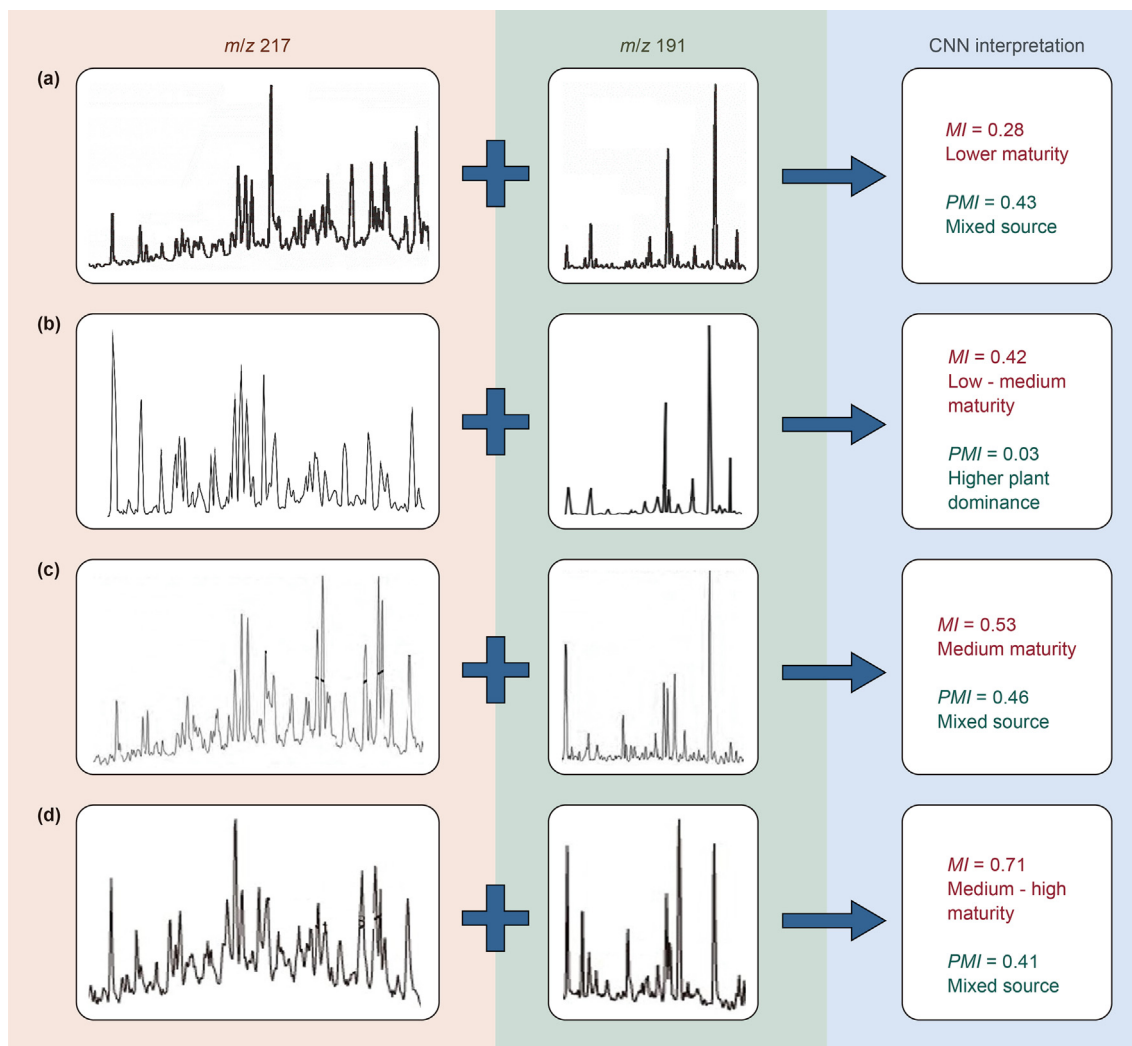 m/z 217
m/z 191
CNN interpretation
(a)
MI = 0.28
Lower maturity
PMI = 0.43
Mixed source
(b)
MI = 0.42
Low - medium
maturity
PMI = 0.03
Higher plant
dominance
(c)
MI = 0.53
Medium maturity
PMI = 0.46
Mixed source
(d)
MI = 0.71
Medium - high
maturity
PMI = 0.41
Mixed source